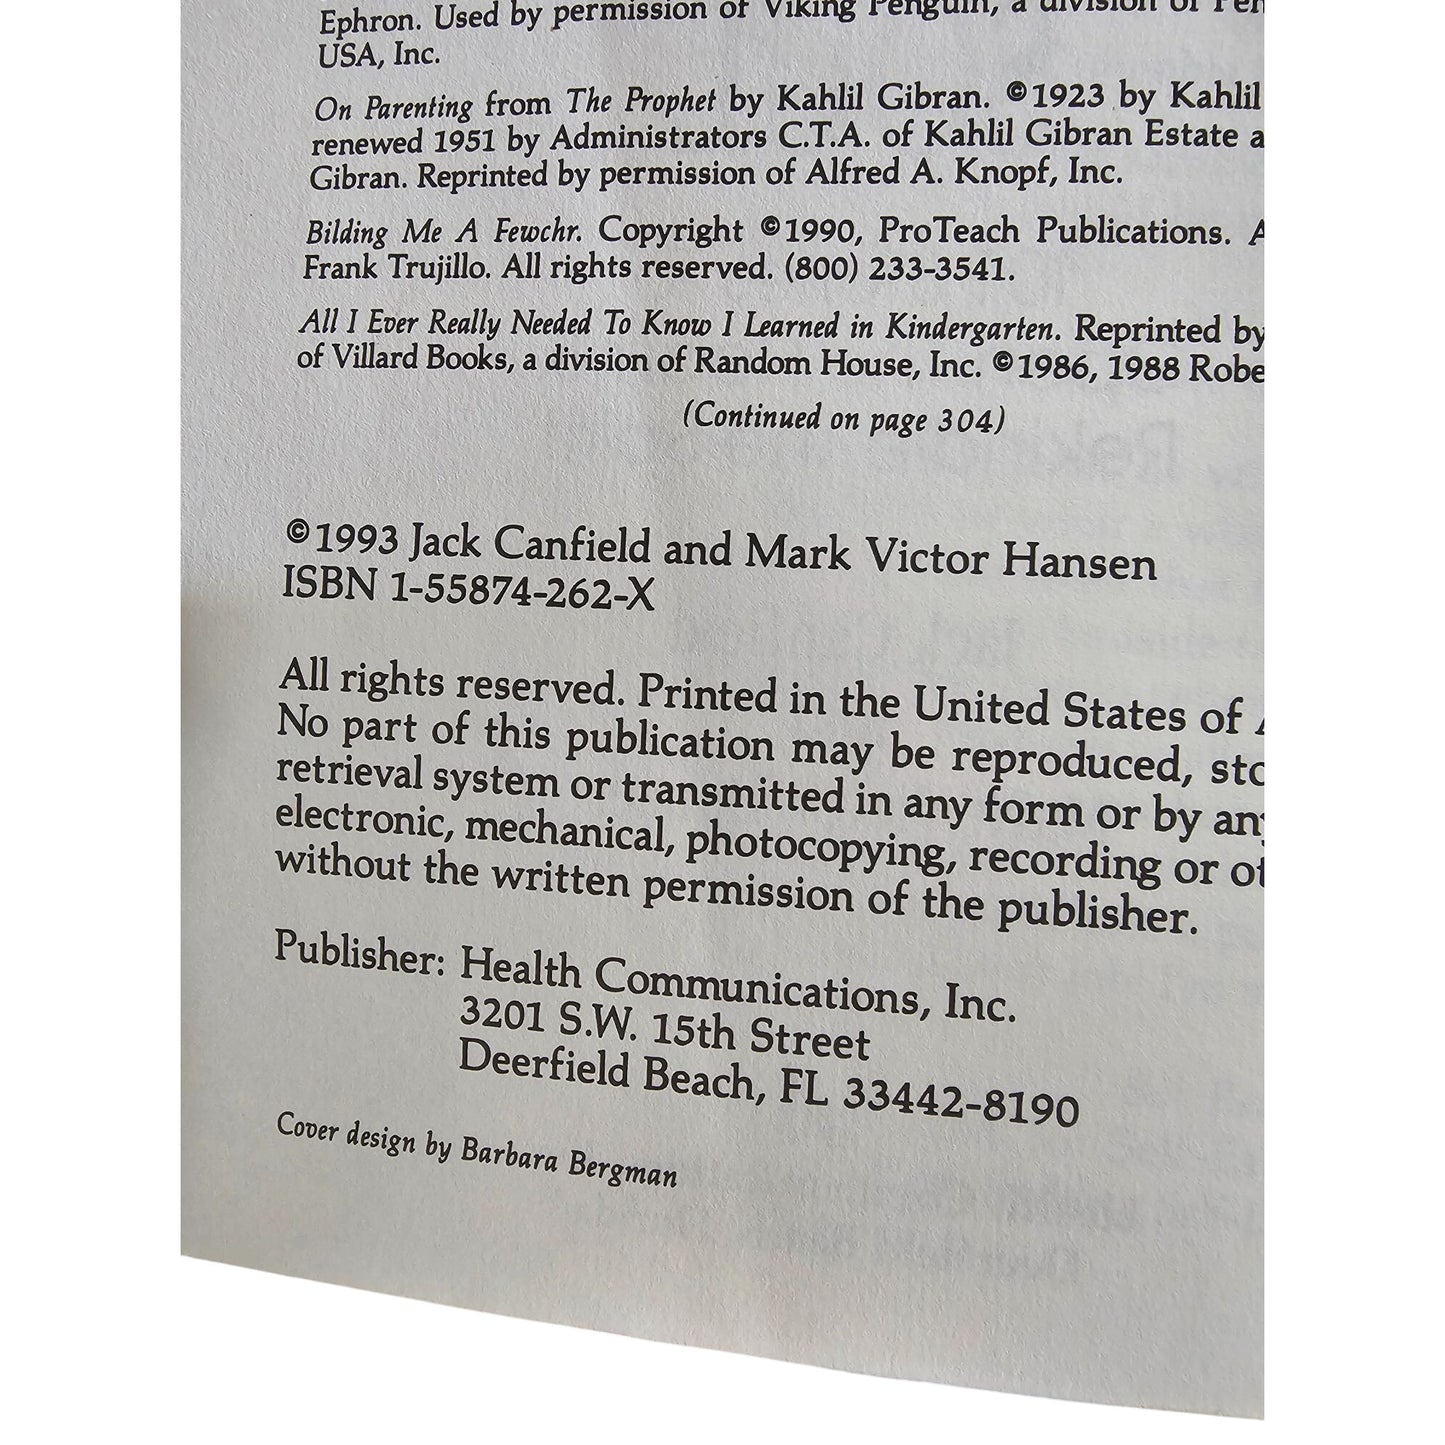 Ephron. Used by permission of Viking Penguin, a division of
USA, Inc.
On Parenting from The Prophet by Kahlil Gibran. ©1923 by Kahlil
renewed 1951 by Administrators C.T.A. of Kahlil Gibran Estate a
Gibran. Reprinted by permission of Alfred A. Knopf, Inc.
Bilding Me A Fewchr. Copyright ©1990, ProTeach Publications. A
Frank Trujillo. All rights reserved. (800) 233-3541.
All I Ever Really Needed To Know I Learned in Kindergarten. Reprinted by
of Villard Books, a division of Random House, Inc. ©1986, 1988 Robe
(Continued on page 304)
©1993 Jack Canfield and Mark Victor Hansen
ISBN 1-55874-262-X
All rights reserved. Printed in the United States of
No part of this publication may be reproduced, sto
retrieval system or transmitted in any form or by any
electronic, mechanical, photocopying, recording or ot
without the written permission of the publisher.
Publisher: Health Communications, Inc.
3201 S.W. 15th Street
Deerfield Beach, FL 33442-8190
Cover design by Barbara Bergman